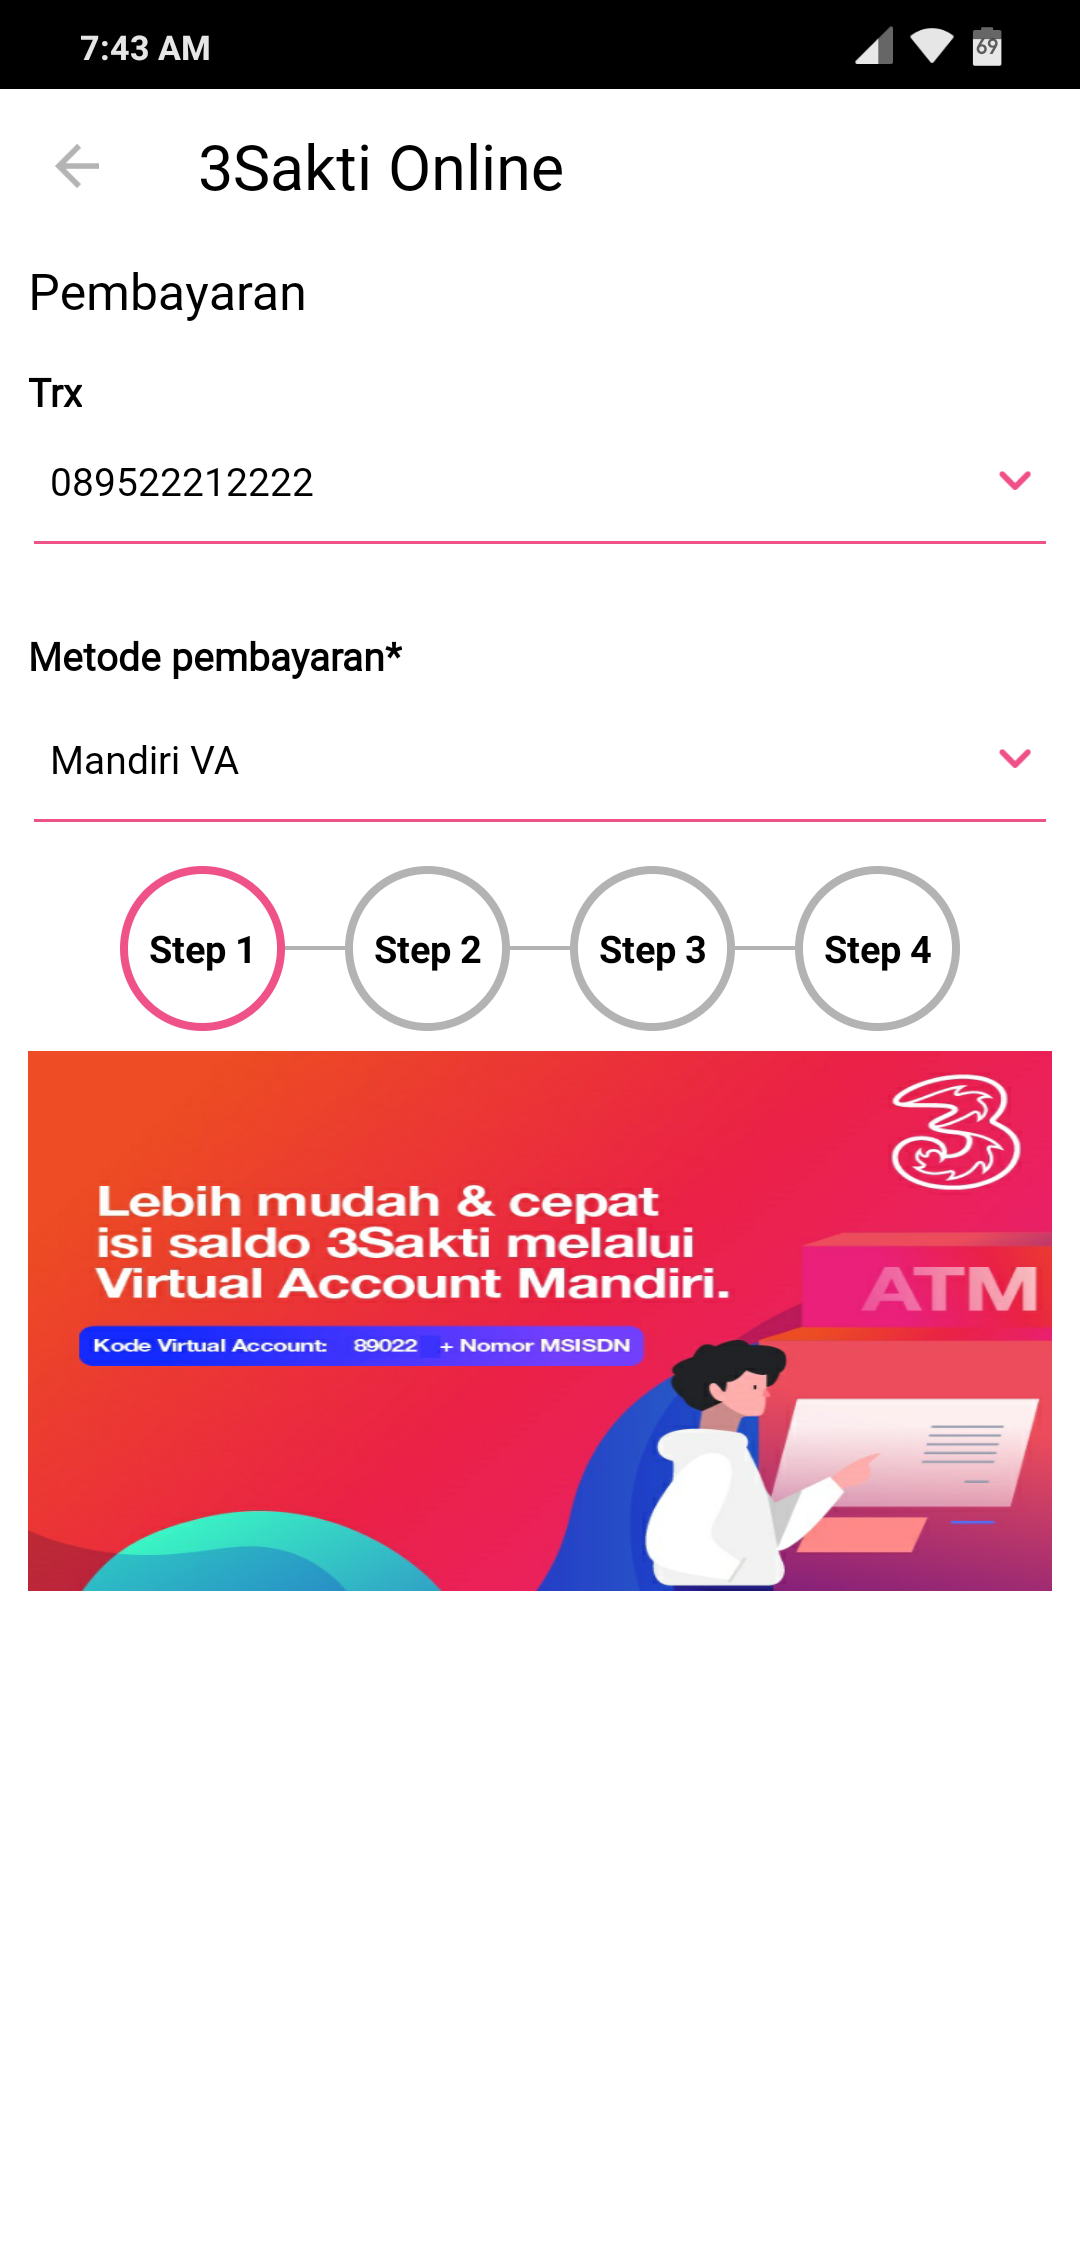 7:43 AM
69
3Sakti Online
Pembayaran
Trx
089522212222
Metode pembayaran*
Mandiri VA
Step 1
Step 2
Step 3
Step 4
3
Lebih mudah & cepat
isi saldo 3Sakti melalui
Virtual Account Mandiri.
ATM
Kode Virtual Account: 89022 + Nomor MSISDN